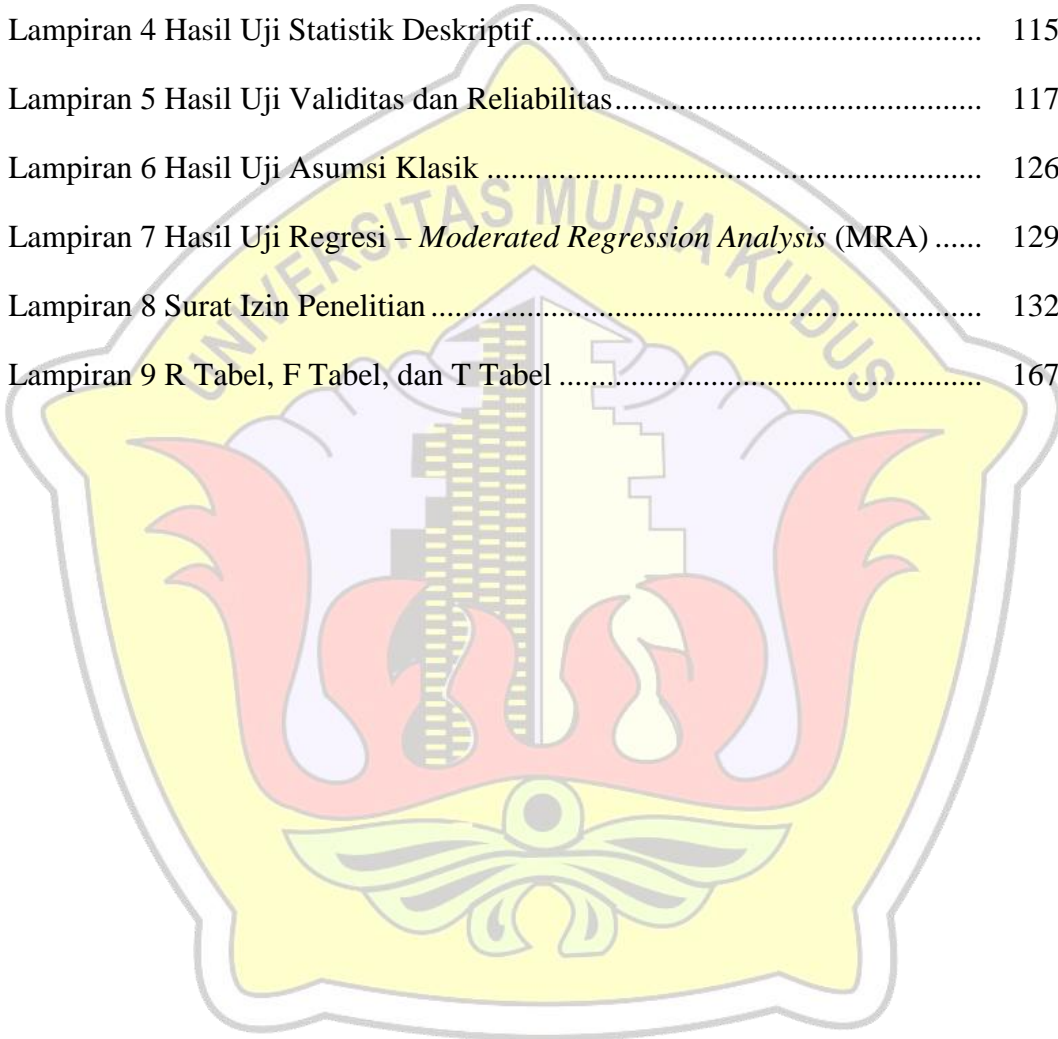 Lampiran 4 Hasil Uji Statistik Deskriptif........................................................ 115
Lampiran 5 Hasil Uji Validitas dan Reliabilitas.............................................. 117
Lampiran 6 Hasil Uji Asumsi Klasik .............................................................. 126
Lampiran 7 Hasil Uji Regresi – Moderated Regression Analysis (MRA) ...... 129
Lampiran 8 Surat Izin Penelitian ..................................................................... 132
Lampiran 9 R Tabel, F Tabel, dan T Tabel ..................................................... 167
UNIVERSITAS MURIA KUDUS